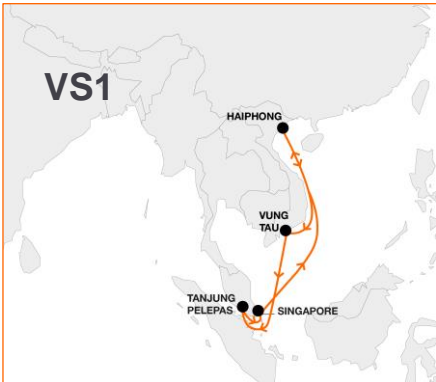 VS1
HAIPHONG
VUNG
TAU
TANJUNG
PELEPAS
SINGAPORE